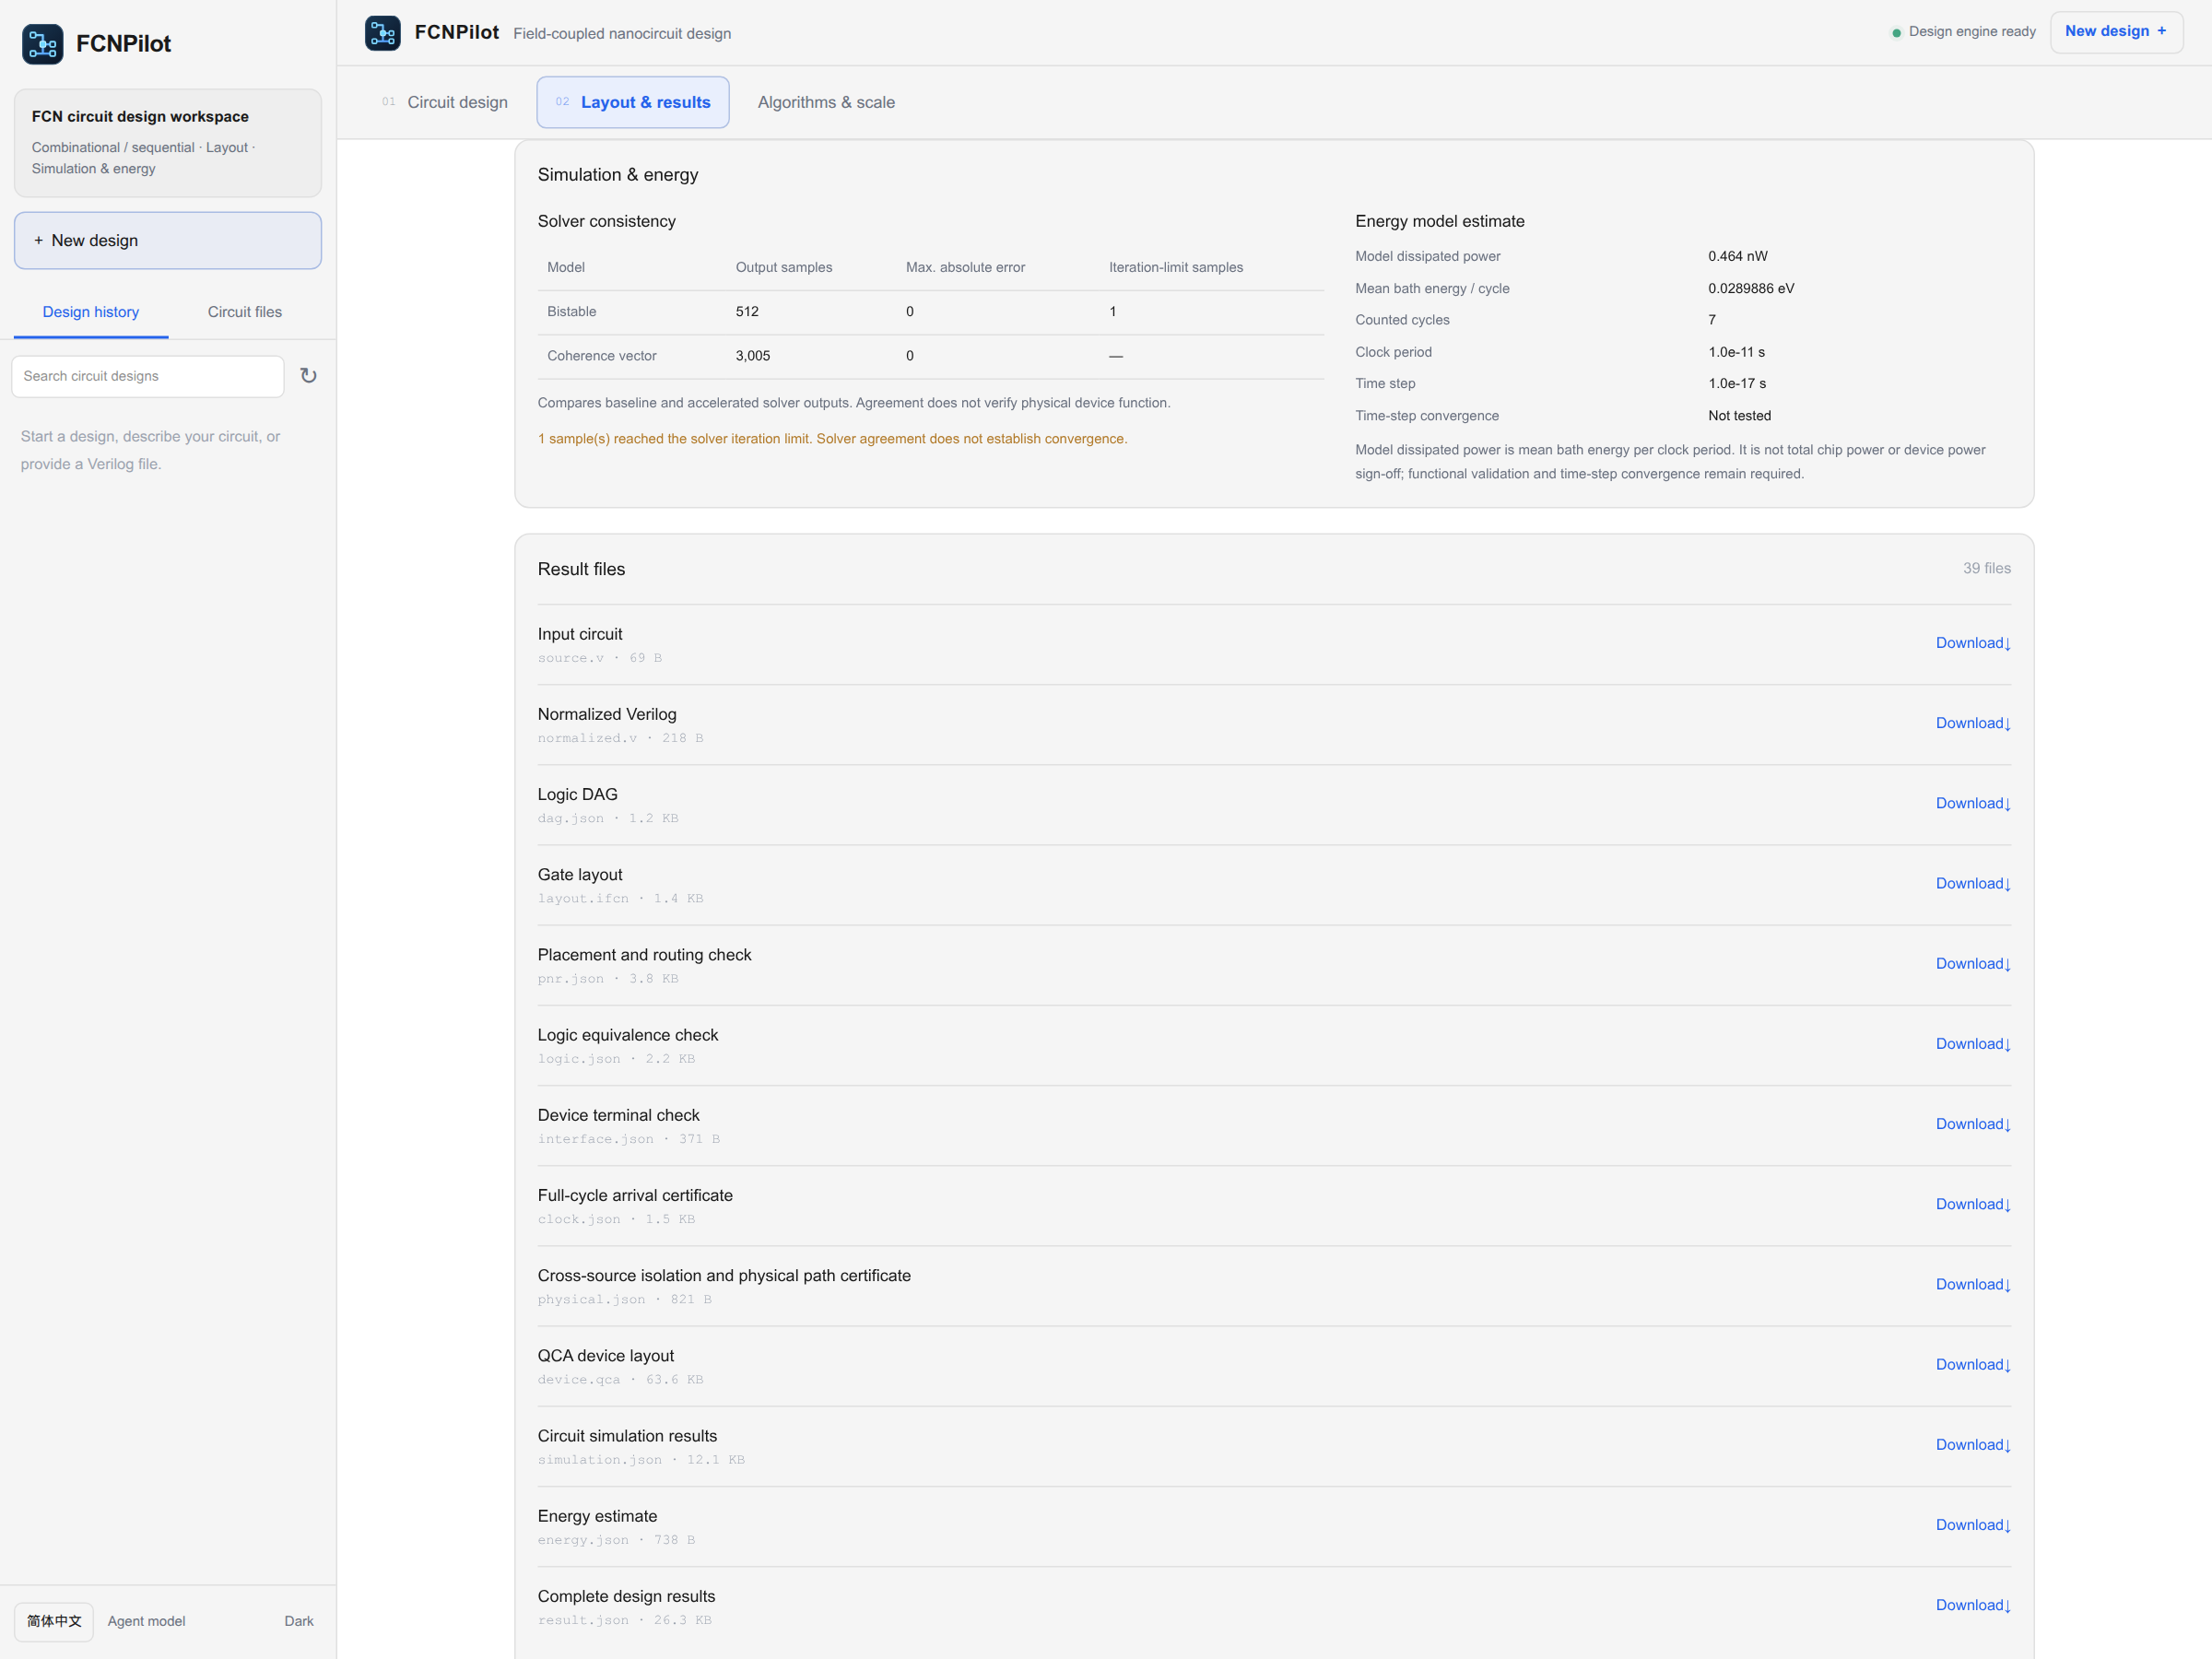 FCNPilot
FCN circuit design workspace
Combinational / sequential · Layout ·
Simulation & energy
+ New design
Design history
Circuit files
Search circuit designs
↻
Start a design, describe your circuit, or
provide a Verilog file.
简体中文
Agent model
Dark
FCNPilot
Field-coupled nanocircuit design
Design engine ready
New design +
01 Circuit design
02 Layout & results
Algorithms & scale
Simulation & energy
Solver consistency
Model Output samples Max. absolute error Iteration-limit samples
Bistable 512 0 1
Coherence vector 3,005 0 —
Compares baseline and accelerated solver outputs. Agreement does not verify physical device function.
1 sample(s) reached the solver iteration limit. Solver agreement does not establish convergence.
Energy model estimate
Model dissipated power 0.464 nW
Mean bath energy / cycle 0.0289886 eV
Counted cycles 7
Clock period 1.0e-11 s
Time step 1.0e-17 s
Time-step convergence Not tested
Model dissipated power is mean bath energy per clock period. It is not total chip power or device power
sign-off; functional validation and time-step convergence remain required.
Result files
39 files
Input circuit
source.v · 69 B
Download↓
Normalized Verilog
normalized.v · 218 B
Download↓
Logic DAG
dag.json · 1.2 KB
Download↓
Gate layout
layout.ifcn · 1.4 KB
Download↓
Placement and routing check
pnr.json · 3.8 KB
Download↓
Logic equivalence check
logic.json · 2.2 KB
Download↓
Device terminal check
interface.json · 371 B
Download↓
Full-cycle arrival certificate
clock.json · 1.5 KB
Download↓
Cross-source isolation and physical path certificate
physical.json · 821 B
Download↓
QCA device layout
device.qca · 63.6 KB
Download↓
Circuit simulation results
simulation.json · 12.1 KB
Download↓
Energy estimate
energy.json · 738 B
Download↓
Complete design results
result.json · 26.3 KB
Download↓